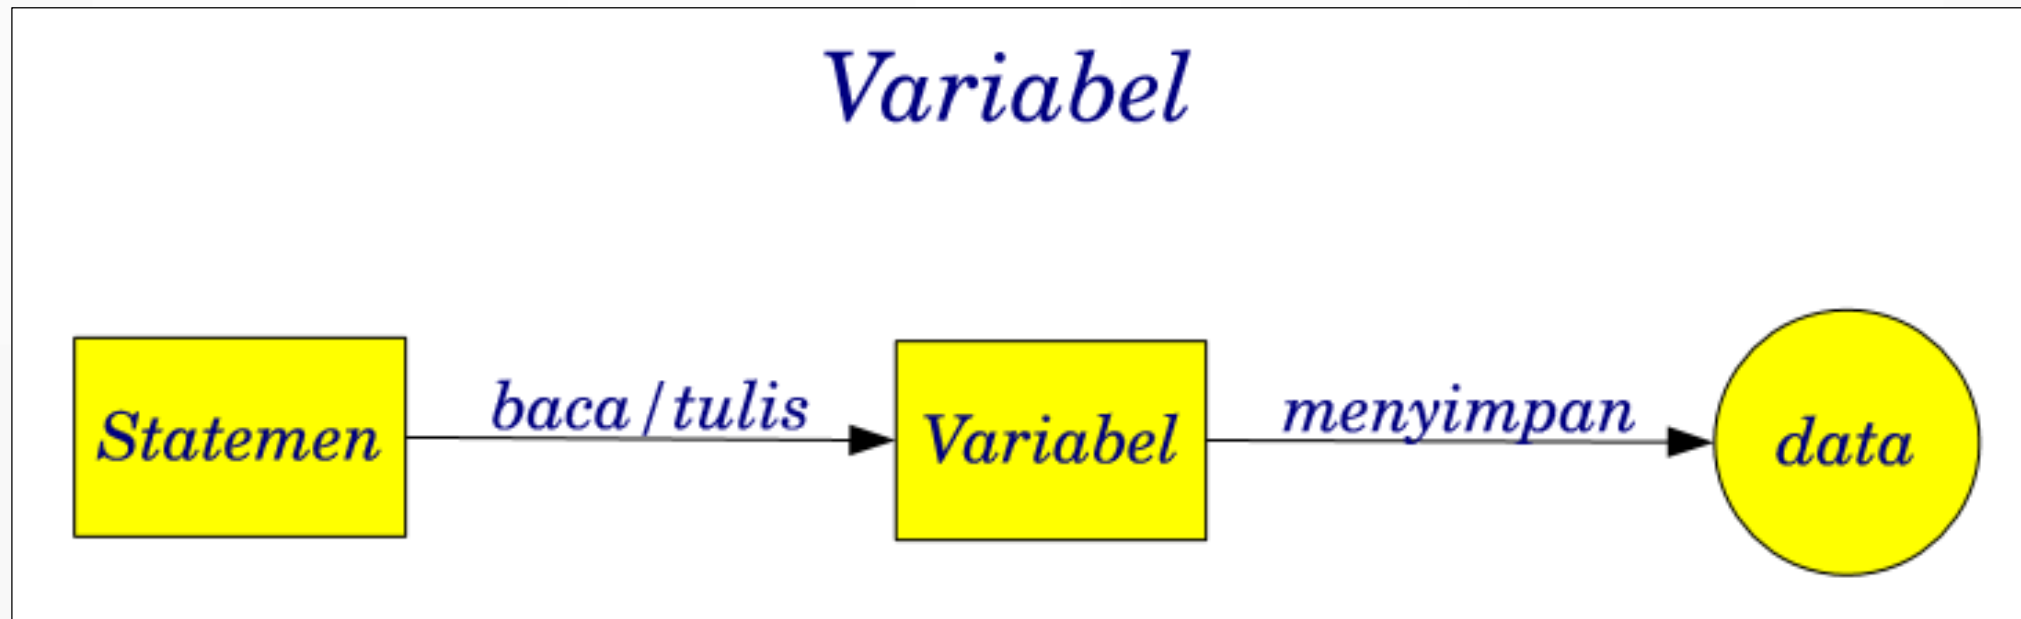 Variabel
baca/tulis
menyimpan
Statemen
Variabel
data